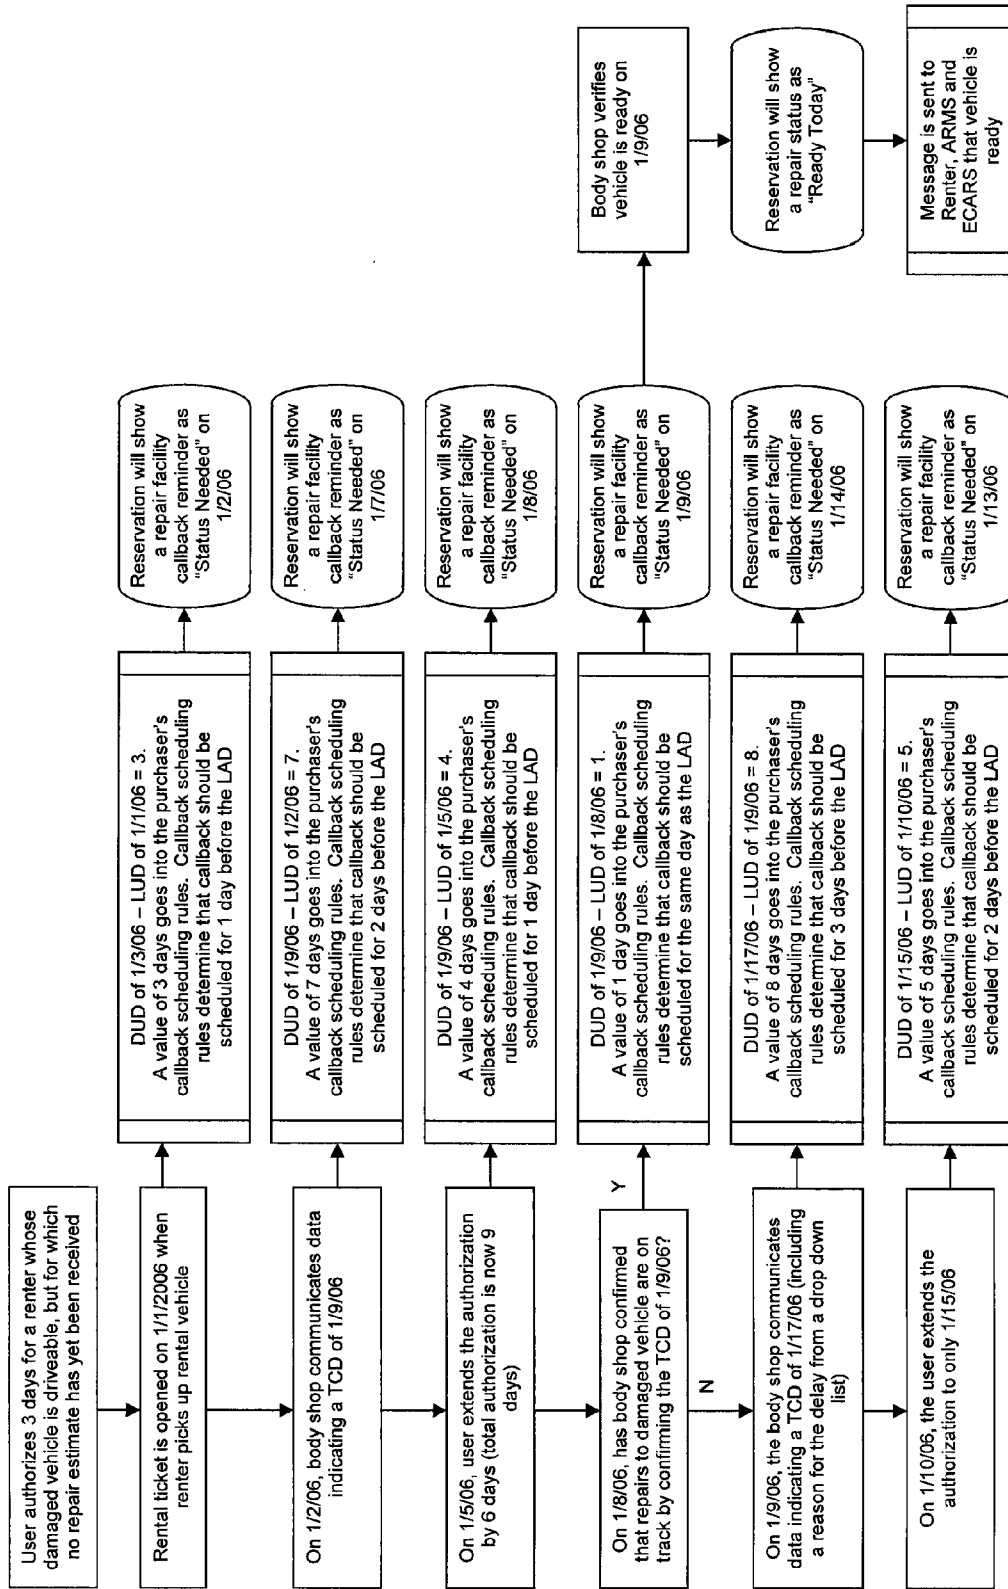 User authorizes 3 days for a renter whose
damaged vehicle is driveable, but for which
no repair estimate has yet been received
Rental ticket is opened on 1/1/2006 when
renter picks up rental vehicle
DUD of 1/3/06 – LUD of 1/1/06 = 3.
A value of 3 days goes into the purchaser's
callback scheduling rules. Callback scheduling
rules determine that callback should be
scheduled for 1 day before the LAD
Reservation will show
a repair facility
callback reminder as
"Status Needed" on
1/2/06
On 1/2/06, body shop communicates data
indicating a TCD of 1/9/06
DUD of 1/9/06 – LUD of 1/2/06 = 7.
A value of 7 days goes into the purchaser's
callback scheduling rules. Callback scheduling
rules determine that callback should be
scheduled for 2 days before the LAD
Reservation will show
a repair facility
callback reminder as
"Status Needed" on
1/7/06
On 1/5/06, user extends the authorization
by 6 days (total authorization is now 9
days)
DUD of 1/9/06 – LUD of 1/5/06 = 4.
A value of 4 days goes into the purchaser's
callback scheduling rules. Callback scheduling
rules determine that callback should be
scheduled for 1 day before the LAD
Reservation will show
a repair facility
callback reminder as
"Status Needed" on
1/8/06
On 1/8/06, has body shop confirmed
that repairs to damaged vehicle are on
track by confirming the TCD of 1/9/06?
Y
N
DUD of 1/9/06 – LUD of 1/8/06 = 1.
A value of 1 day goes into the purchaser's
callback scheduling rules. Callback scheduling
rules determine that callback should be
scheduled for the same day as the LAD
Reservation will show
a repair facility
callback reminder as
"Status Needed" on
1/9/06
Body shop verifies
vehicle is ready on
1/9/06
Reservation will show
a repair status as
"Ready Today"
Message is sent to
Renter, ARMS and
ECARS that vehicle is
ready
On 1/9/06, the body shop communicates
data indicating a TCD of 1/17/06 (including
a reason for the delay from a drop down
list)
DUD of 1/17/06 – LUD of 1/9/06 = 8.
A value of 8 days goes into the purchaser's
callback scheduling rules. Callback scheduling
rules determine that callback should be
scheduled for 3 days before the LAD
Reservation will show
a repair facility
callback reminder as
"Status Needed" on
1/14/06
On 1/10/06, the user extends the
authorization to only 1/15/06
DUD of 1/15/06 – LUD of 1/10/06 = 5.
A value of 5 days goes into the purchaser's
callback scheduling rules. Callback scheduling
rules determine that callback should be
scheduled for 2 days before the LAD
Reservation will show
a repair facility
callback reminder as
"Status Needed" on
1/13/06